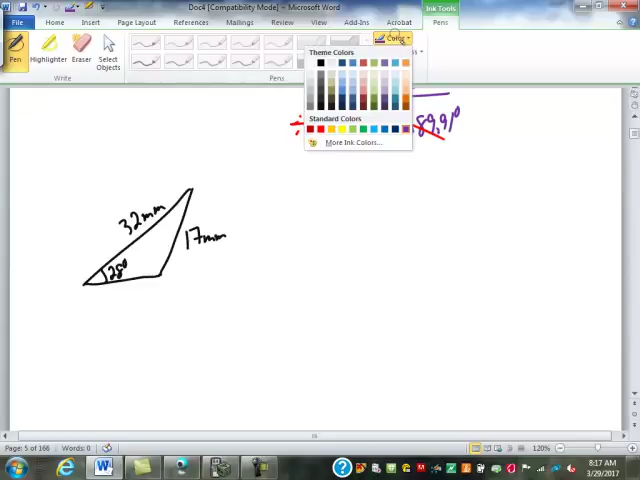 Doc4 [Compatibility Mode] - Microsoft Word
Ink Tools
File Home Insert Page Layout References Mailings Review View Add-Ins Acrobat Pens
Pen Highlighter Eraser Select Objects
Color
Write
Pens
Theme Colors
Standard Colors
More Ink Colors...
89.91°
32mm
17mm
28°
Page: 5 of 166 Words: 0
120%
8:17 AM
3/29/2017